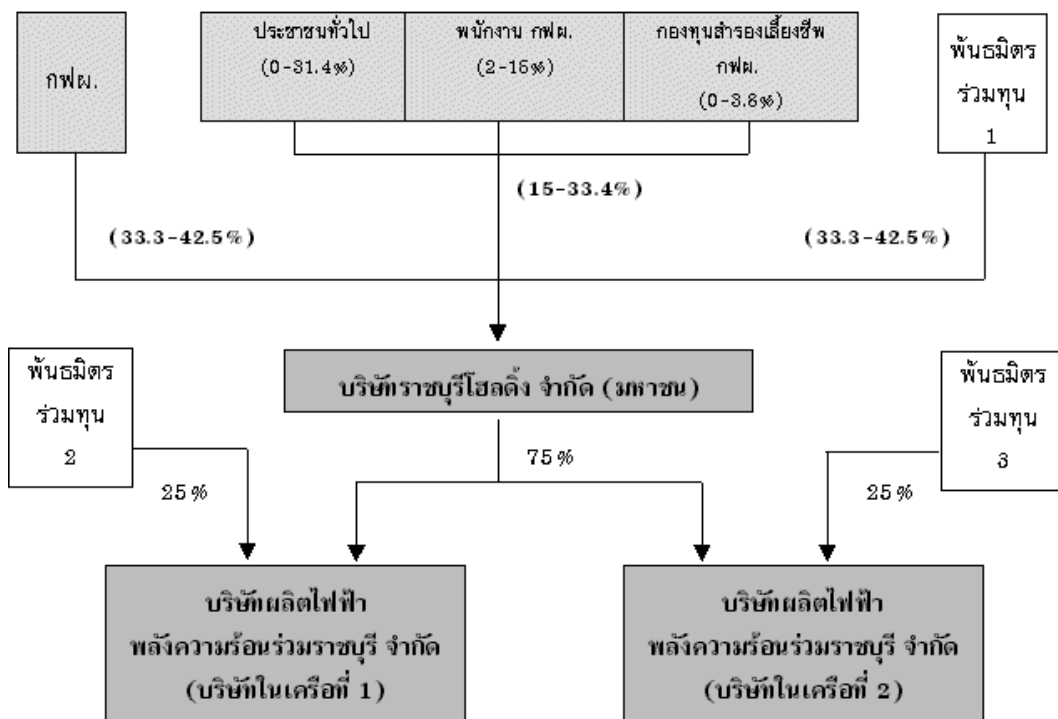 กฟผ.
ประชาชนทั่วไป
(0-31.4%)
พนักงาน กฟผ.
(2-15%)
กองทุนสำรองเลี้ยงชีพ
กฟผ.
(0-3.8%)
พันธมิตร
ร่วมทุน
1
(15-33.4%)
(33.3-42.5%)
(33.3-42.5%)
พันธมิตร
ร่วมทุน
2
บริษัทราชบุรีโฮลดิ้ง จำกัด (มหาชน)
พันธมิตร
ร่วมทุน
3
25%
75%
25%
บริษัทผลิตไฟฟ้า
พลังความร้อนร่วมราชบุรี จำกัด
(บริษัทในเครือที่ 1)
บริษัทผลิตไฟฟ้า
พลังความร้อนร่วมราชบุรี จำกัด
(บริษัทในเครือที่ 2)